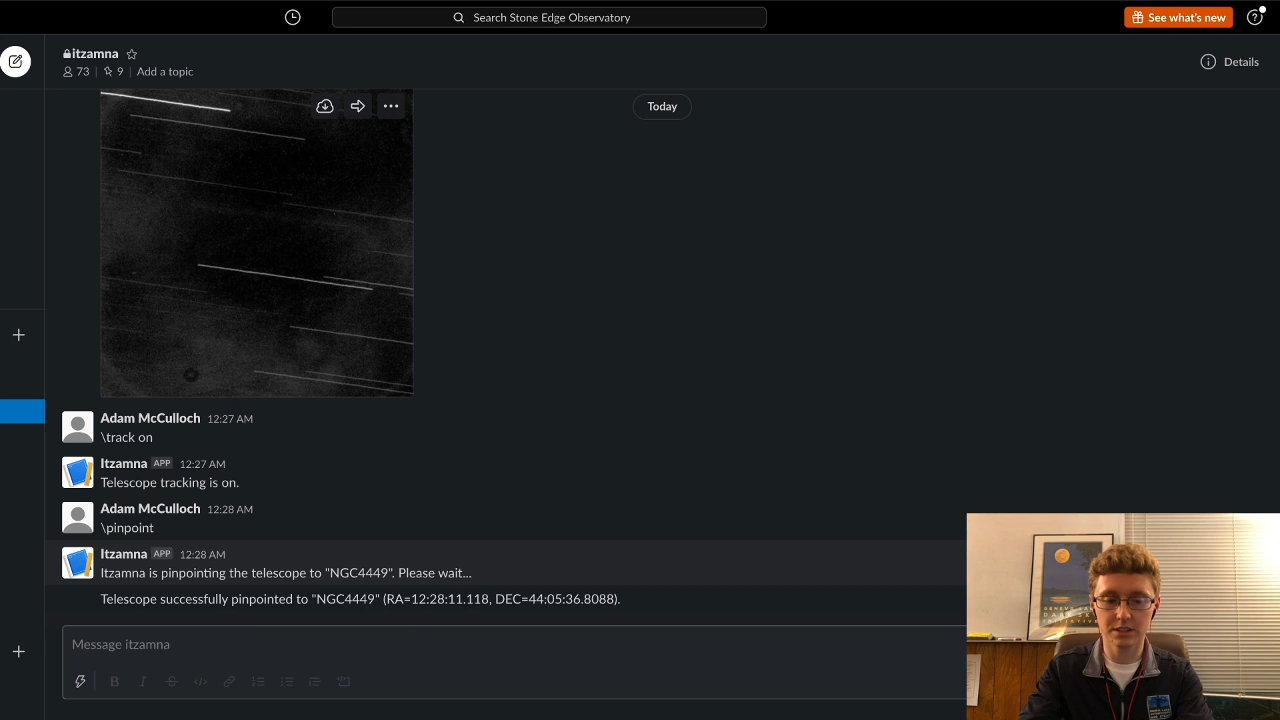 Search Stone Edge Observatory
See what's new
itzamna
73 | 9 | Add a topic
Details
Today
Adam McCulloch 12:27 AM
\track on
Itzamna APP 12:27 AM
Telescope tracking is on.
Adam McCulloch 12:28 AM
\pinpoint
Itzamna APP 12:28 AM
Itzamna is pinpointing the telescope to "NGC4449". Please wait...
Telescope successfully pinpointed to "NGC4449" (RA=12:28:11.118, DEC=44:05:36.8088).
Message itzamna
B I S